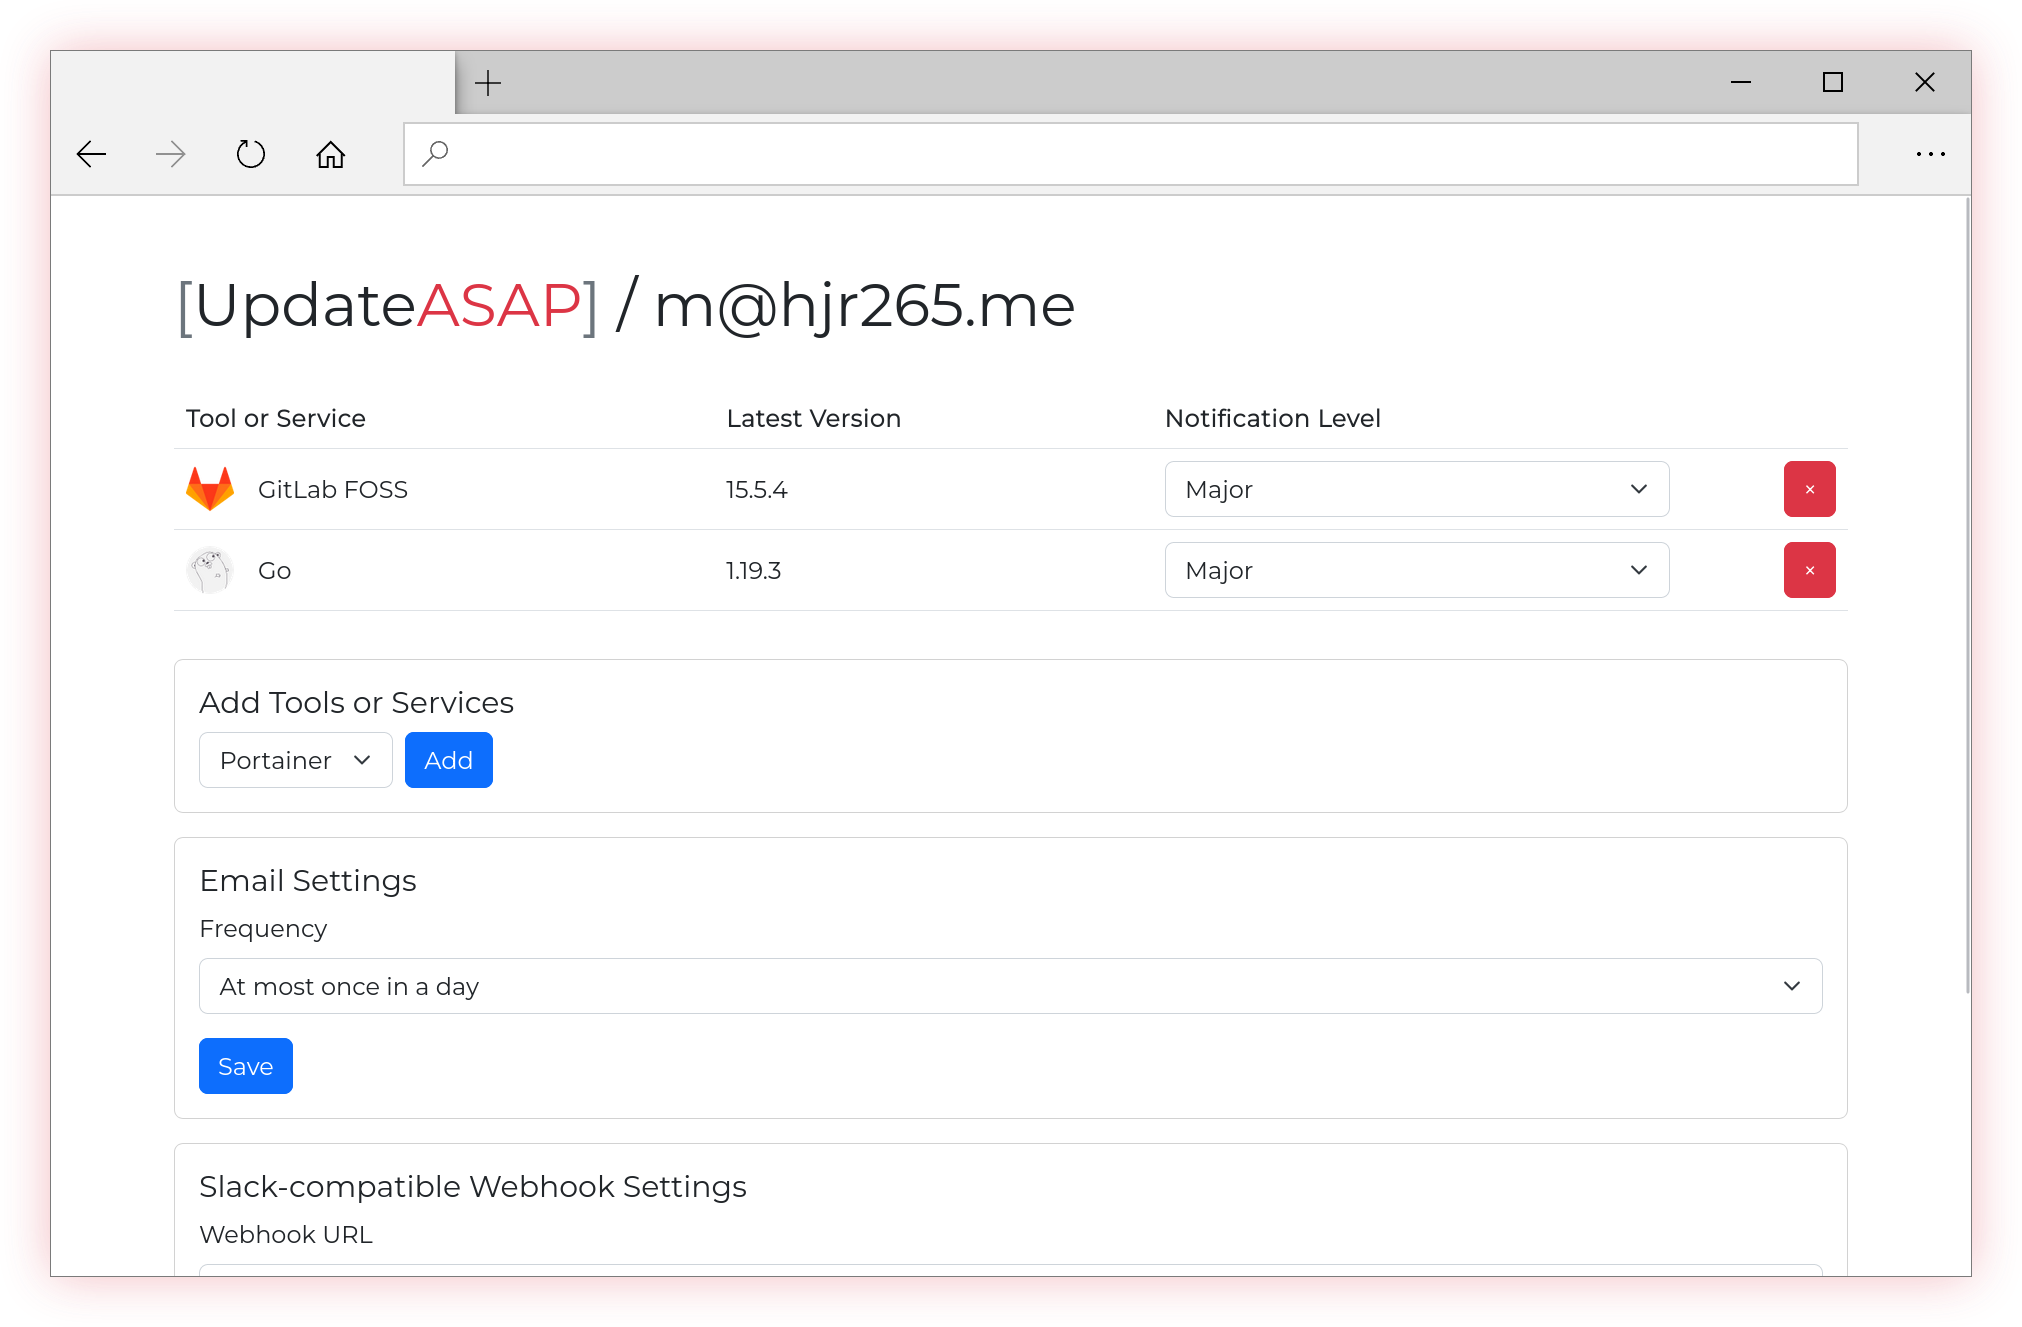 [UpdateASAP] / m@hjr265.me
Tool or Service Latest Version Notification Level
GitLab FOSS 15.5.4 Major ×
Go 1.19.3 Major ×
Add Tools or Services
Portainer Add
Email Settings
Frequency
At most once in a day
Save
Slack-compatible Webhook Settings
Webhook URL